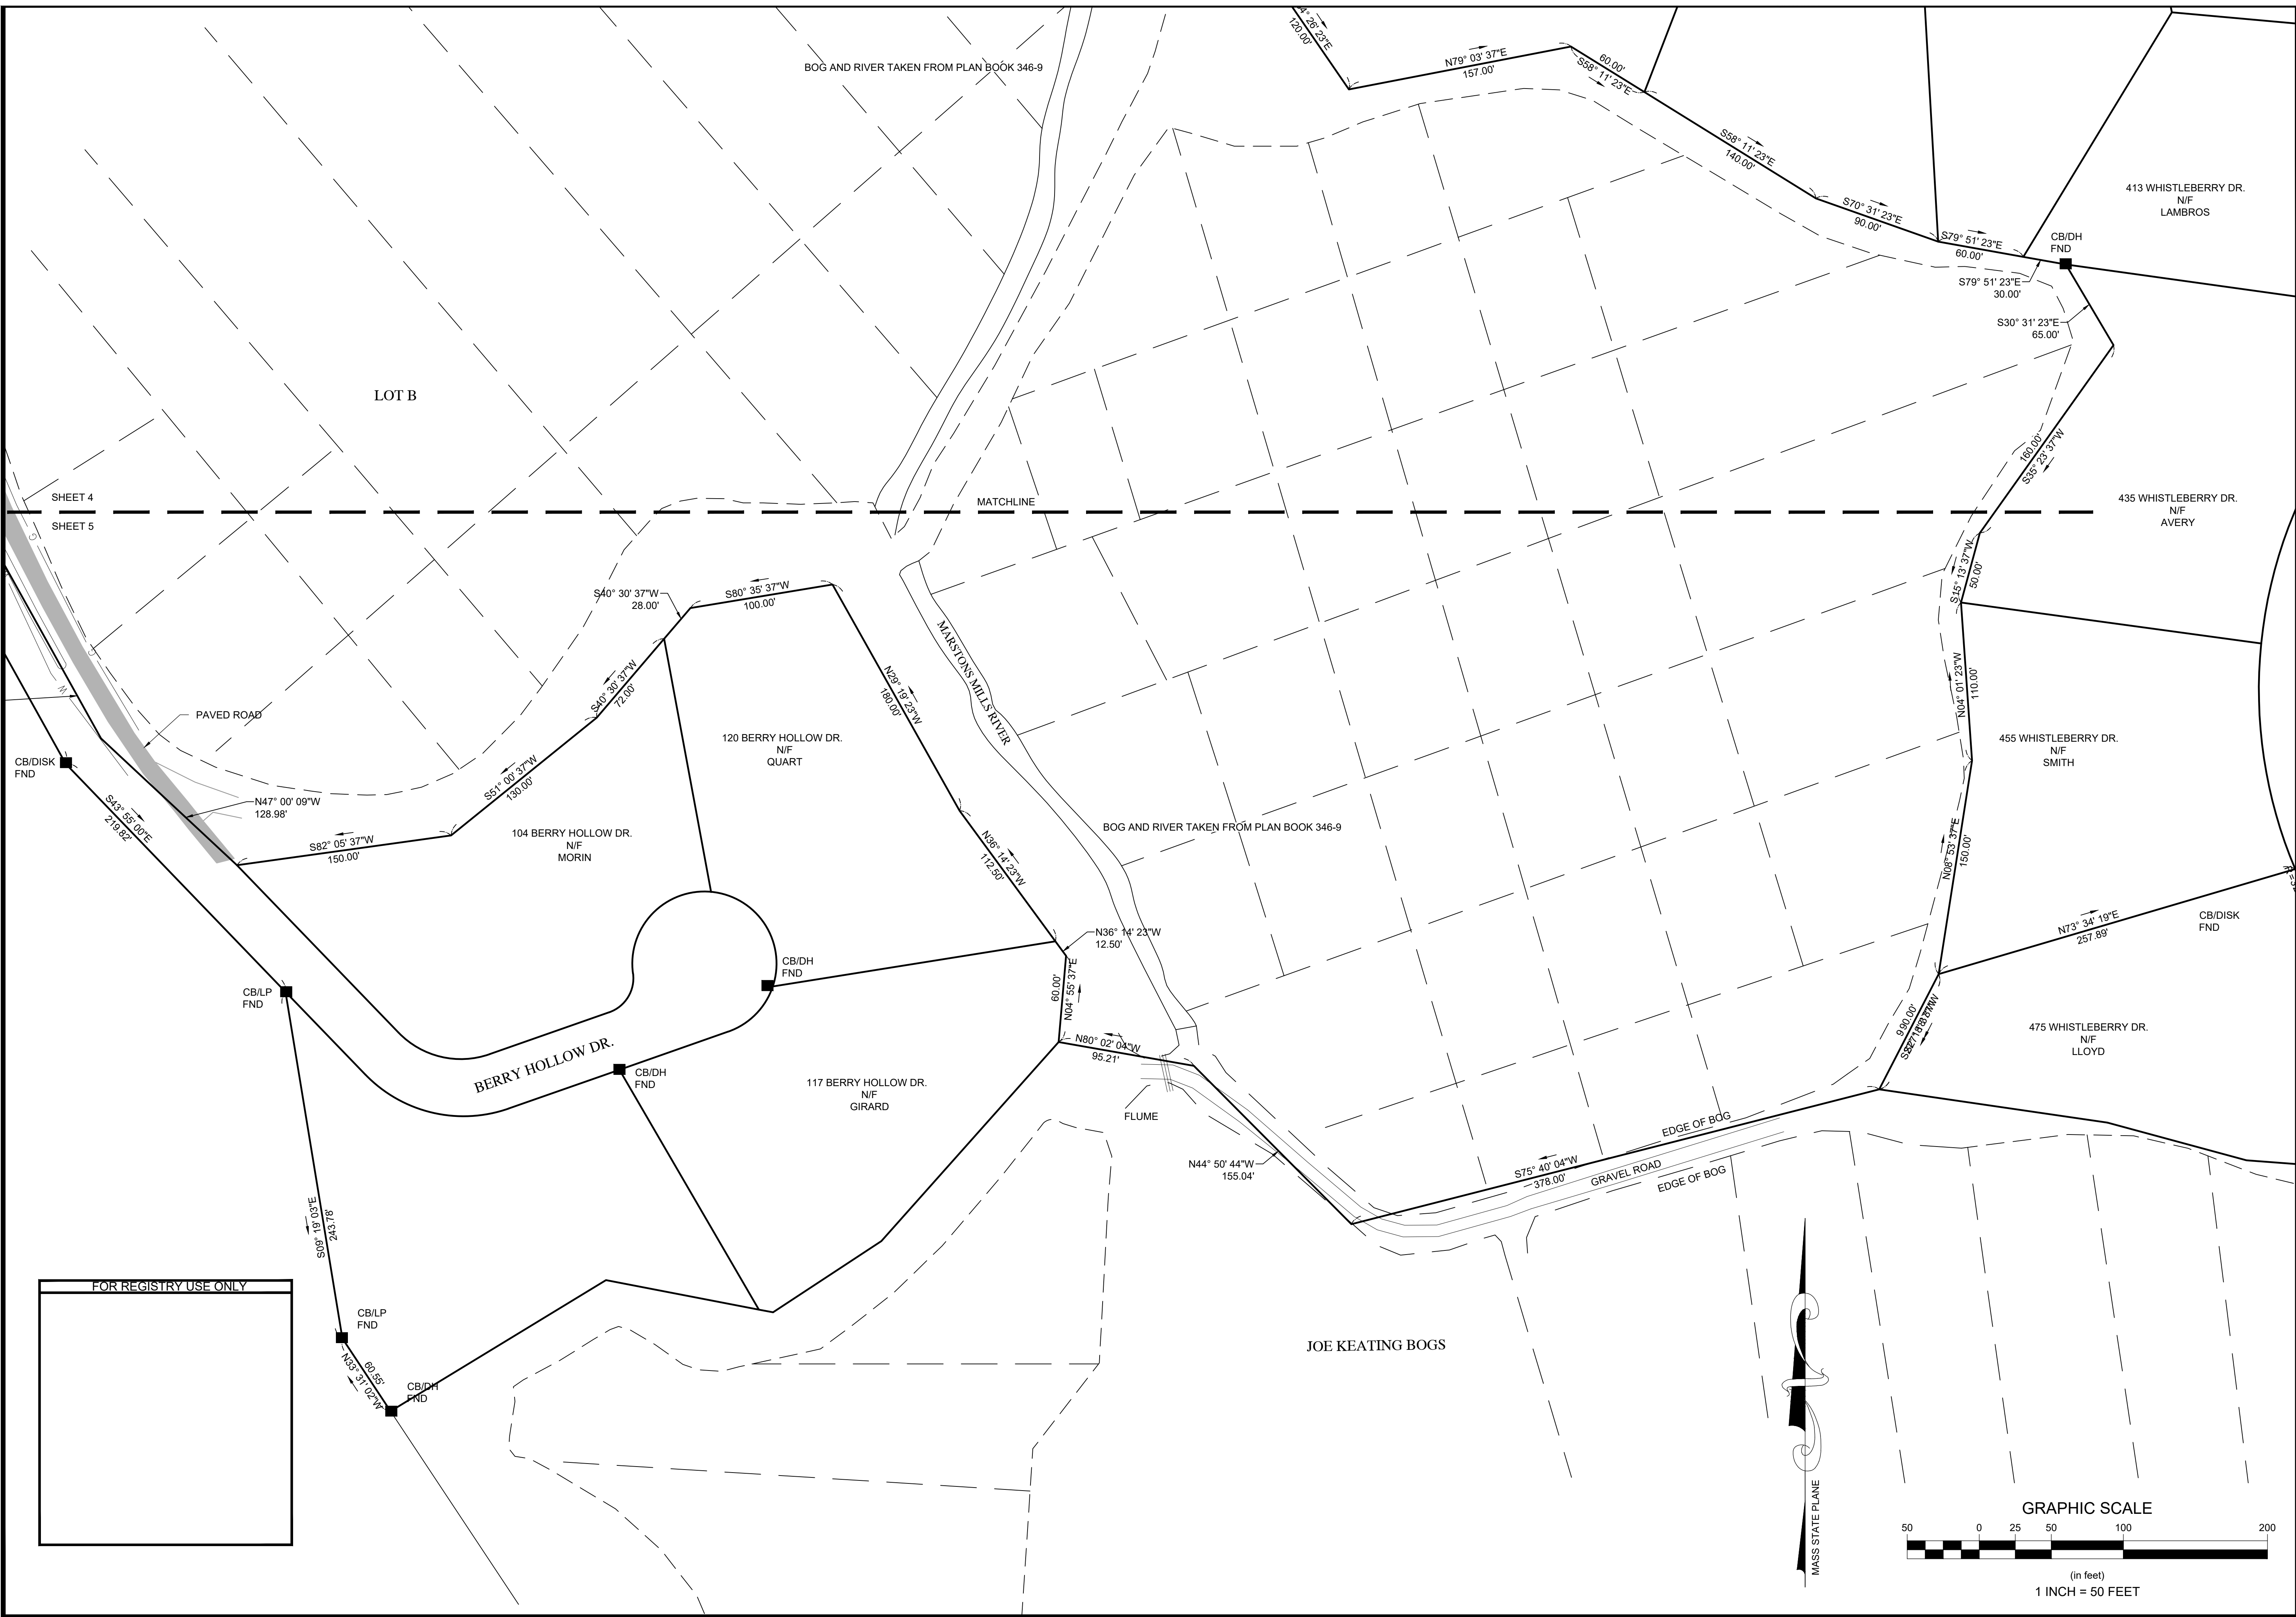 4° 26' 23"E
120.00'
N79° 03' 37"E
157.00'
60.00'
S58° 11' 23"E
BOG AND RIVER TAKEN FROM PLAN BOOK 346-9
S58° 11' 23"E
140.00'
S70° 31' 23"E
90.00'
S79° 51' 23"E
60.00'
413 WHISTLEBERRY DR.
N/F
LAMBROS
CB/DH
FND
S79° 51' 23"E
30.00'
S30° 31' 23"E
65.00'
LOT B
160.00'
S35° 23' 37"W
SHEET 4
MATCHLINE
SHEET 5
435 WHISTLEBERRY DR.
N/F
AVERY
G
G
W
S15° 13' 37"W
50.00'
S40° 30' 37"W
28.00'
S80° 35' 37"W
100.00'
S40° 30' 37"W
72.00'
N29° 19' 23"W
180.00'
MARSTONS MILLS RIVER
N04° 01' 23"W
110.00'
PAVED ROAD
120 BERRY HOLLOW DR.
N/F
QUART
455 WHISTLEBERRY DR.
N/F
SMITH
CB/DISK
FND
S43° 55' 00"E
219.82'
N47° 00' 09"W
128.98'
S51° 00' 37"W
130.00'
S82° 05' 37"W
150.00'
104 BERRY HOLLOW DR.
N/F
MORIN
N36° 14' 23"W
112.50'
BOG AND RIVER TAKEN FROM PLAN BOOK 346-9
N08° 53' 37"E
150.00'
N36° 14' 23"W
12.50'
N73° 34' 19"E
257.89'
CB/DISK
FND
CB/DH
FND
60.00'
N04° 55' 37"E
CB/LP
FND
90.00'
475 WHISTLEBERRY DR.
N/F
LLOYD
N80° 02' 04"W
95.21'
BERRY HOLLOW DR.
CB/DH
FND
117 BERRY HOLLOW DR.
N/F
GIRARD
FLUME
EDGE OF BOG
N44° 50' 44"W
155.04'
S75° 40' 04"W
378.00'
GRAVEL ROAD
EDGE OF BOG
S09° 19' 03"E
243.78'
FOR REGISTRY USE ONLY
CB/LP
FND
60.55'
N33° 31' 02"W
CB/DH
FND
JOE KEATING BOGS
MASS STATE PLANE
GRAPHIC SCALE
50 0 25 50 100 200
(in feet)
1 INCH = 50 FEET